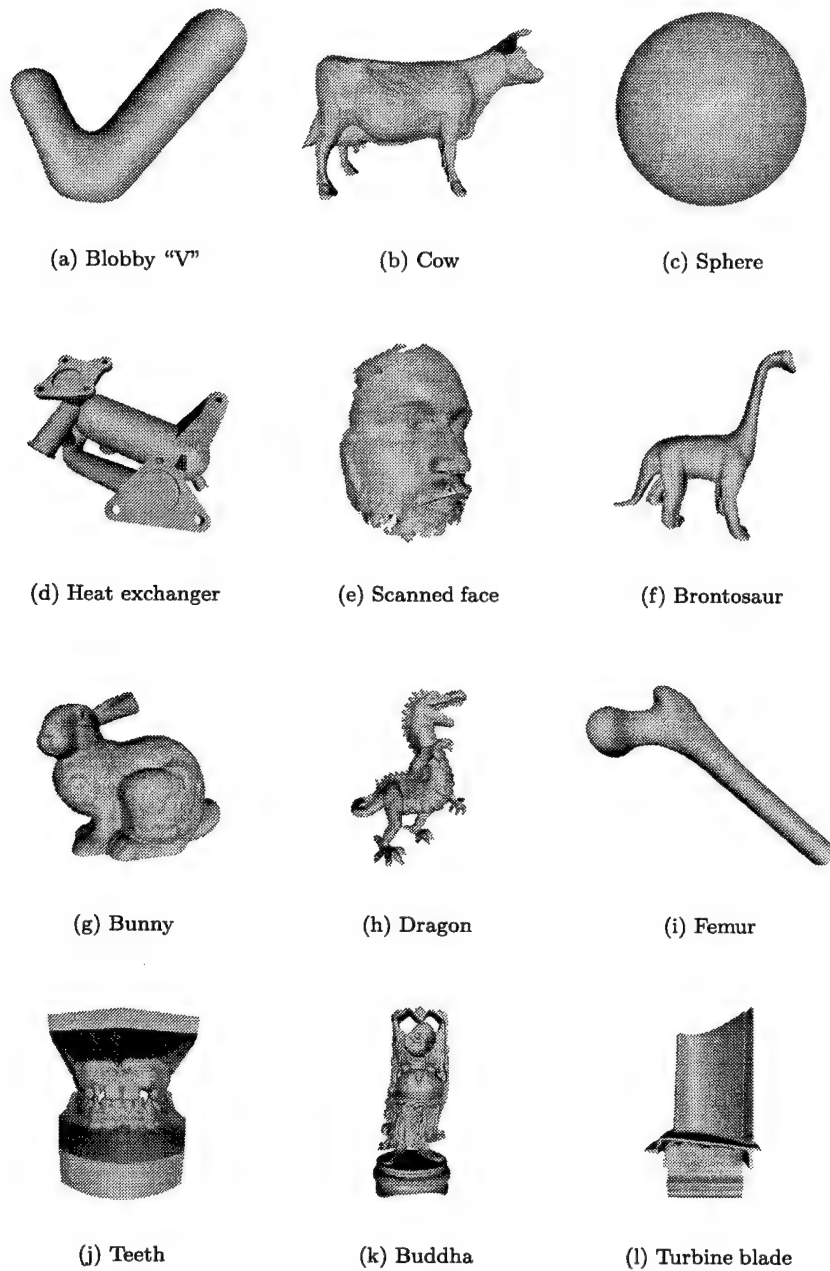 (a) Blobby “V”
(b) Cow
(c) Sphere
(d) Heat exchanger
(e) Scanned face
(f) Brontosaur
(g) Bunny
(h) Dragon
(i) Femur
(j) Teeth
(k) Buddha
(l) Turbine blade